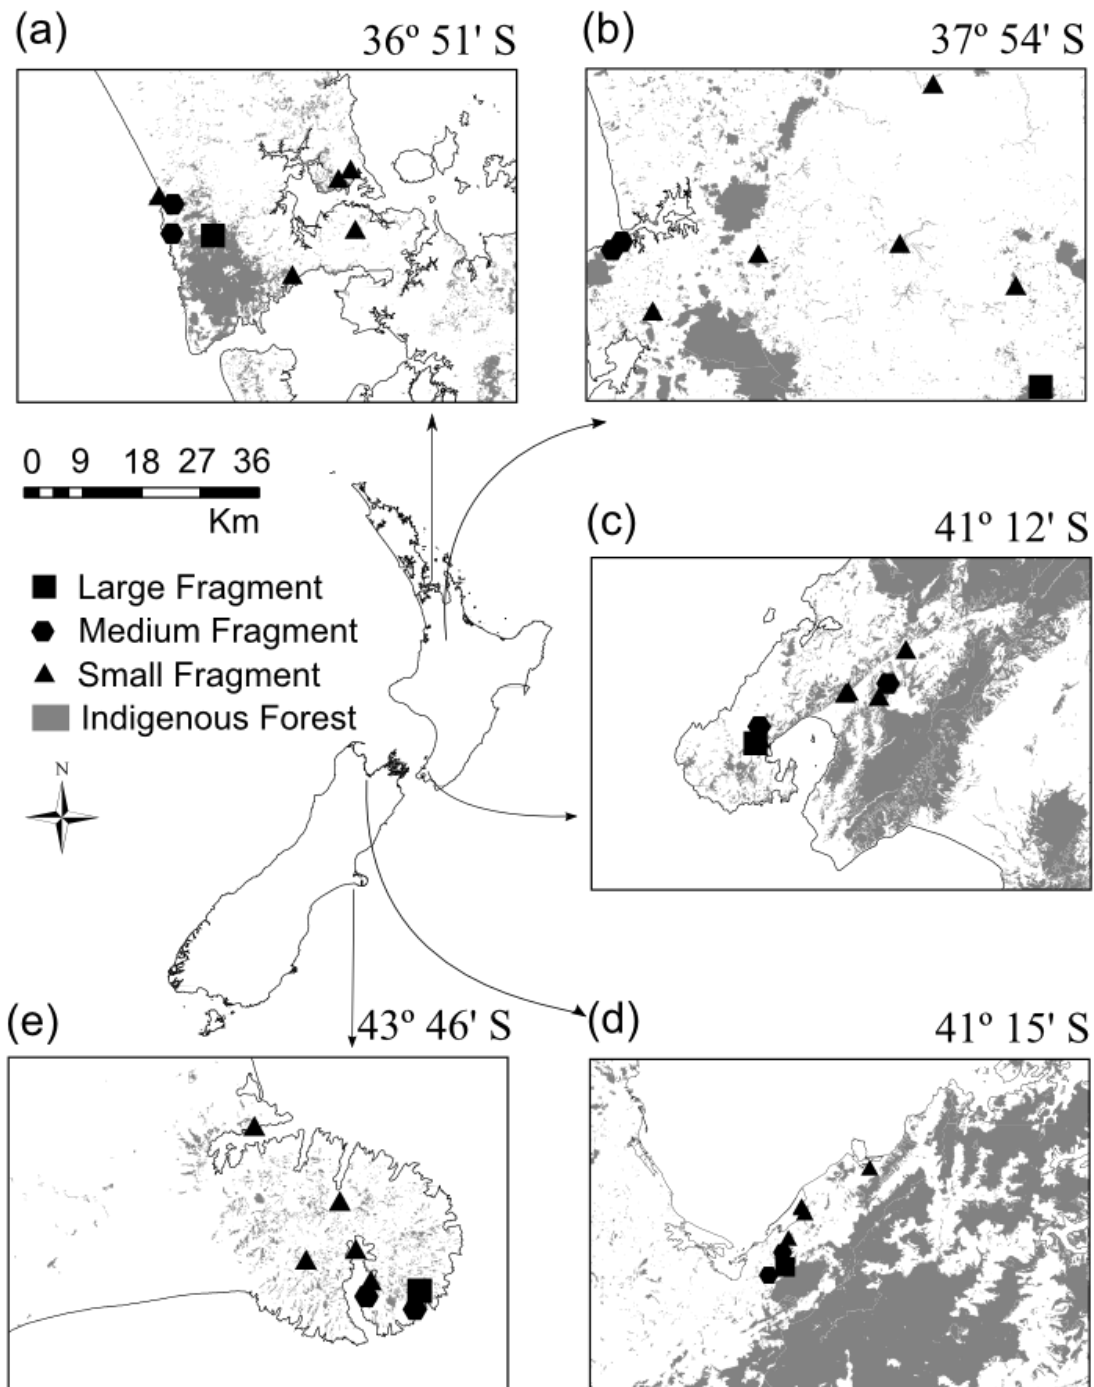 (a)
36º 51' S
(b)
37º 54' S
0 9 18 27 36
Km
Large Fragment
Medium Fragment
Small Fragment
Indigenous Forest
N
(c)
41º 12' S
(d)
41º 15' S
(e)
43º 46' S